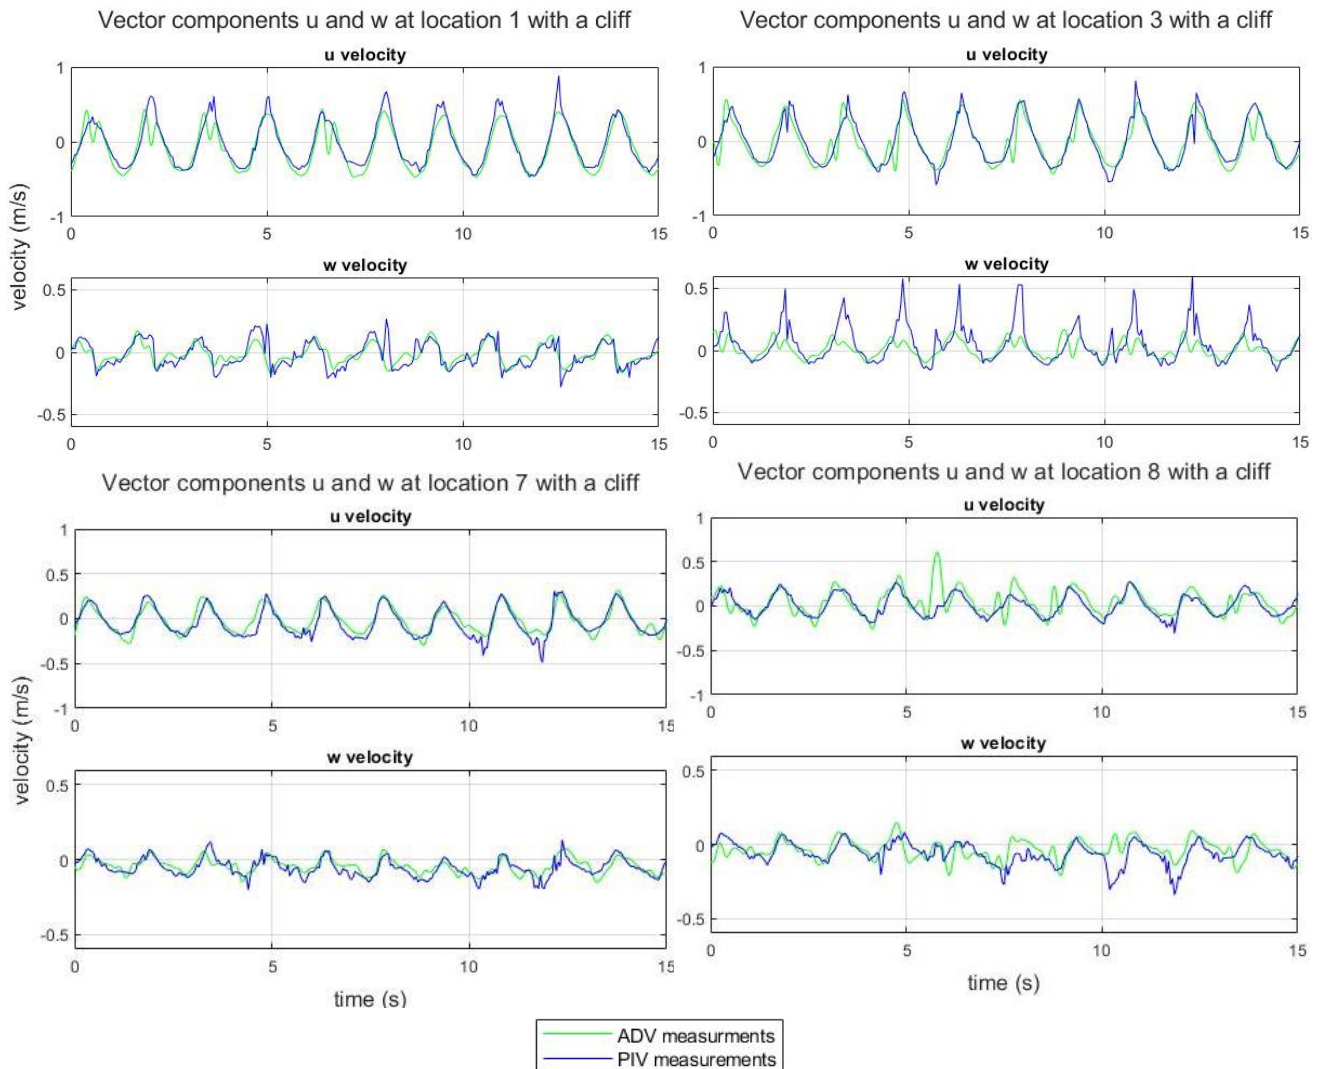 Vector components u and w at location 1 with a cliff
u velocity
1
0
-1
0 5 10 15
w velocity
0.5
0
-0.5
0 5 10 15
velocity (m/s)
Vector components u and w at location 3 with a cliff
u velocity
1
0
-1
0 5 10 15
w velocity
0.5
0
-0.5
0 5 10 15
Vector components u and w at location 7 with a cliff
u velocity
1
0.5
0
-0.5
-1
0 5 10 15
w velocity
0.5
0
-0.5
0 5 10 15
velocity (m/s)
time (s)
Vector components u and w at location 8 with a cliff
u velocity
1
0.5
0
-0.5
-1
0 5 10 15
w velocity
0.5
0
-0.5
0 5 10 15
time (s)
ADV measurments
PIV measurements